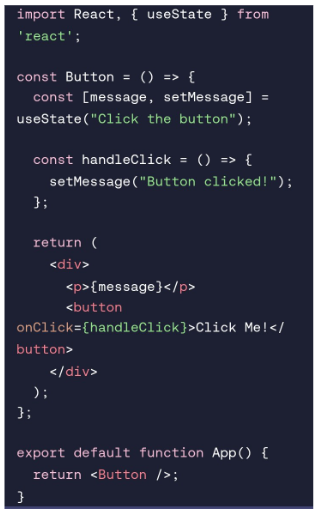 import React, { useState } from
'react';

const Button = () => {
  const [message, setMessage] =
useState("Click the button");

  const handleClick = () => {
    setMessage("Button clicked!");
  };

  return (
    <div>
      <p>{message}</p>
      <button
onClick={handleClick}>Click Me!</
button>
    </div>
  );
};

export default function App() {
  return <Button />;
}